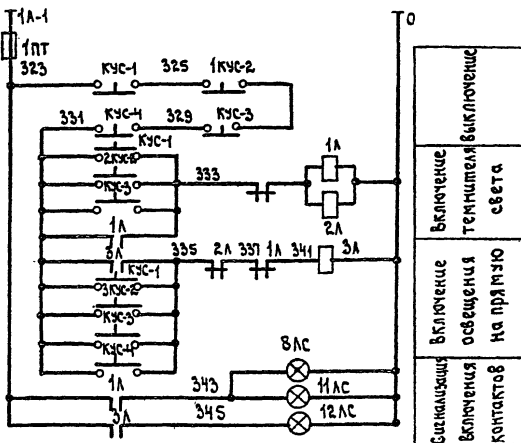 1А-1
0
1ПТ
323
КУС-1
325
1КУС-2
331
КУС-4
329
КУС-3
КУС-1
2КУС-2
КУС-3
1Л
333
1Л
2Л
3Л
335
2Л
337
1Л
341
3Л
КУС-1
3КУС-2
КУС-3
КУС-4
8ЛС
1Л
343
11ЛС
3Л
345
12ЛС
выключение
Включение
темнителя
света
Включение
освещения
на прямую
Сигнализация
включения
контактов